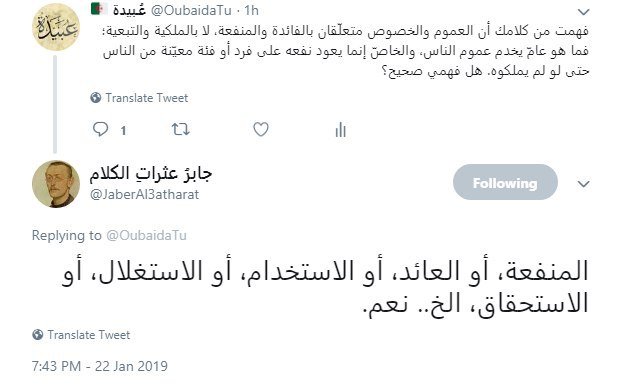 عُبيدة @OubaidaTu · 1h
فهمت من كلامك أن العموم والخصوص متعلّقان بالفائدة والمنفعة، لا بالملكية والتبعية؛
فما هو عامّ يخدم عموم الناس، والخاصّ إنما يعود نفعه على فرد أو فئة معيّنة من الناس
حتى لو لم يملكوه. هل فهمي صحيح؟
Translate Tweet
1
جابرُ عثراتِ الكلام
@JaberAl3atharat
Following
Replying to @OubaidaTu
المنفعة، أو العائد، أو الاستخدام، أو الاستغلال، أو
الاستحقاق، الخ.. نعم.
Translate Tweet
7:43 PM - 22 Jan 2019